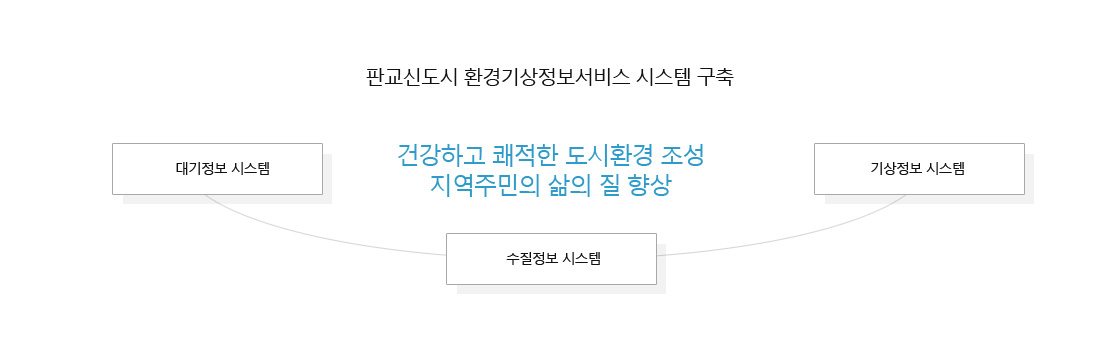 판교신도시 환경기상정보서비스 시스템 구축
건강하고 쾌적한 도시환경 조성
지역주민의 삶의 질 향상
대기정보 시스템
기상정보 시스템
수질정보 시스템